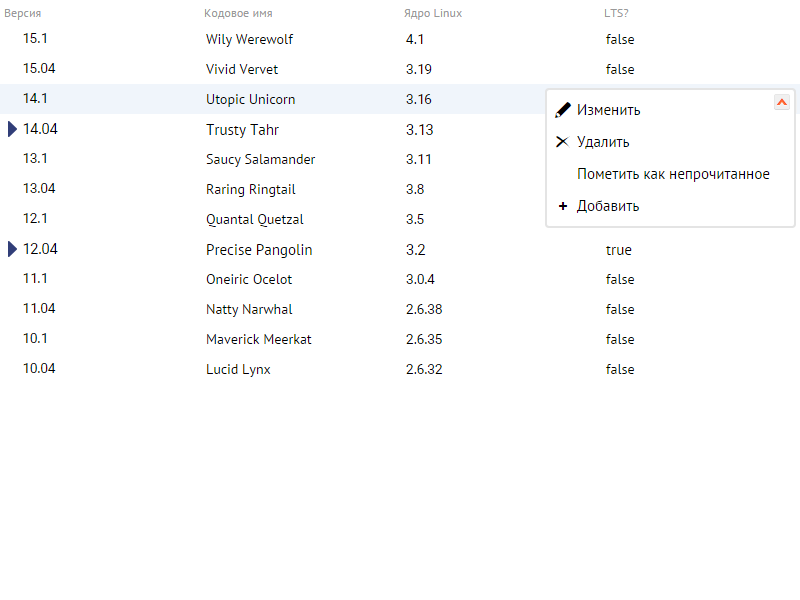 Версия Кодовое имя Ядро Linux LTS?
15.1 Wily Werewolf 4.1 false
15.04 Vivid Vervet 3.19 false
14.1 Utopic Unicorn 3.16
14.04 Trusty Tahr 3.13
13.1 Saucy Salamander 3.11
13.04 Raring Ringtail 3.8
12.1 Quantal Quetzal 3.5
Изменить
Удалить
Пометить как непрочитанное
Добавить
12.04 Precise Pangolin 3.2 true
11.1 Oneiric Ocelot 3.0.4 false
11.04 Natty Narwhal 2.6.38 false
10.1 Maverick Meerkat 2.6.35 false
10.04 Lucid Lynx 2.6.32 false